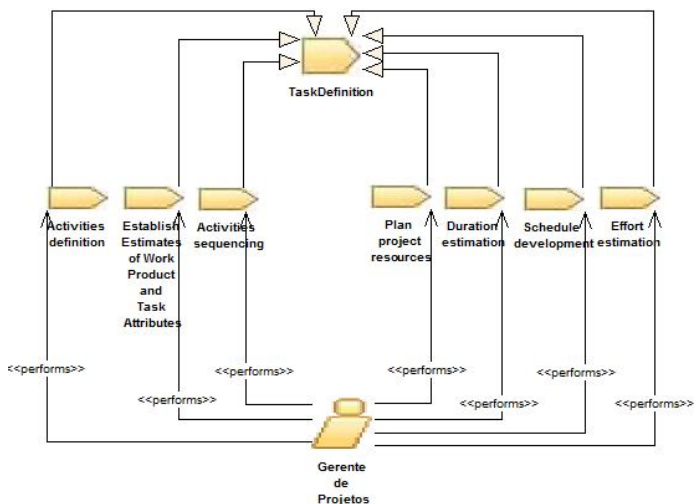 TaskDefinition
Activities
definition
Establish
Estimates
of Work
Product
and
Task
Attributes
Activities
sequencing
Plan
project
resources
Duration
estimation
Schedule
development
Effort
estimation
<<performs>>
<<performs>>
<<performs>>
<<performs>>
<<performs>>
<<performs>>
<<performs>>
Gerente
de
Projetos